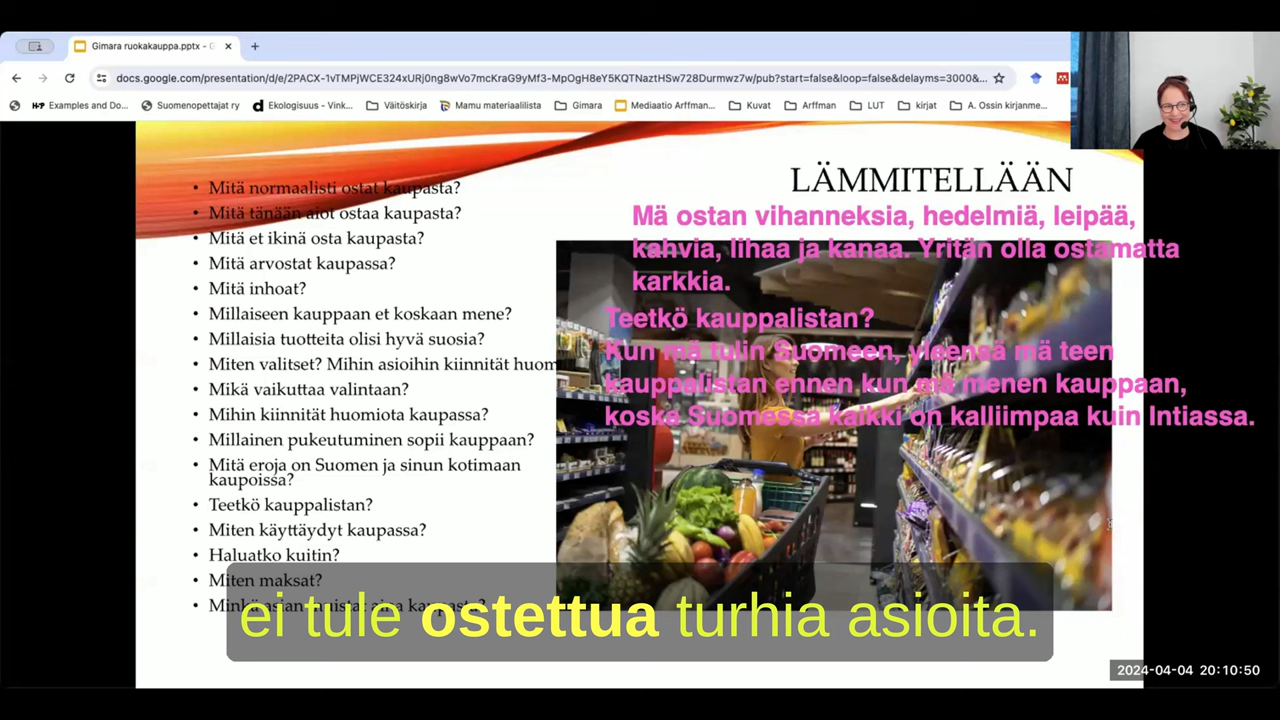 Gimara ruokakauppa.pptx -
docs.google.com/presentation/d/e/2PACX-1vTMPjWCE324xURj0ng8wVo7mcKraG9yMf3-MpOgH8eY5KQTNaztHSw728Durmwz7w/pub?start=false&loop=false&delayms=3000&...
Examples and Do...
Suomenopettajat ry
Ekologisuus - Vink...
Väitöskirja
Mamu materiaalilista
Gimara
Mediaatio Arffman...
Kuvat
Arffman
LUT
kirjat
A. Ossin kirjanme...
LÄMMITELLÄÄN
• Mitä normaalisti ostat kaupasta?
• Mitä tänään aiot ostaa kaupasta?
• Mitä et ikinä osta kaupasta?
• Mitä arvostat kaupassa?
• Mitä inhoat?
• Millaiseen kauppaan et koskaan mene?
• Millaisia tuotteita olisi hyvä suosia?
• Miten valitset? Mihin asioihin kiinnität huom
• Mikä vaikuttaa valintaan?
• Mihin kiinnität huomiota kaupassa?
• Millainen pukeutuminen sopii kauppaan?
• Mitä eroja on Suomen ja sinun kotimaan
kaupoissa?
• Teetkö kauppalistan?
• Miten käyttäydyt kaupassa?
• Haluatko kuitin?
• Miten maksat?
Mä ostan vihanneksia, hedelmiä, leipää,
kahvia, lihaa ja kanaa. Yritän olla ostamatta
karkkia.
Teetkö kauppalistan?
Kun mä tulin Suomeen, yleensä mä teen
kauppalistan ennen kun mä menen kauppaan,
koska Suomessa kaikki on kalliimpaa kuin Intiassa.
ei tule ostettua turhia asioita.
2024-04-04 20:10:50